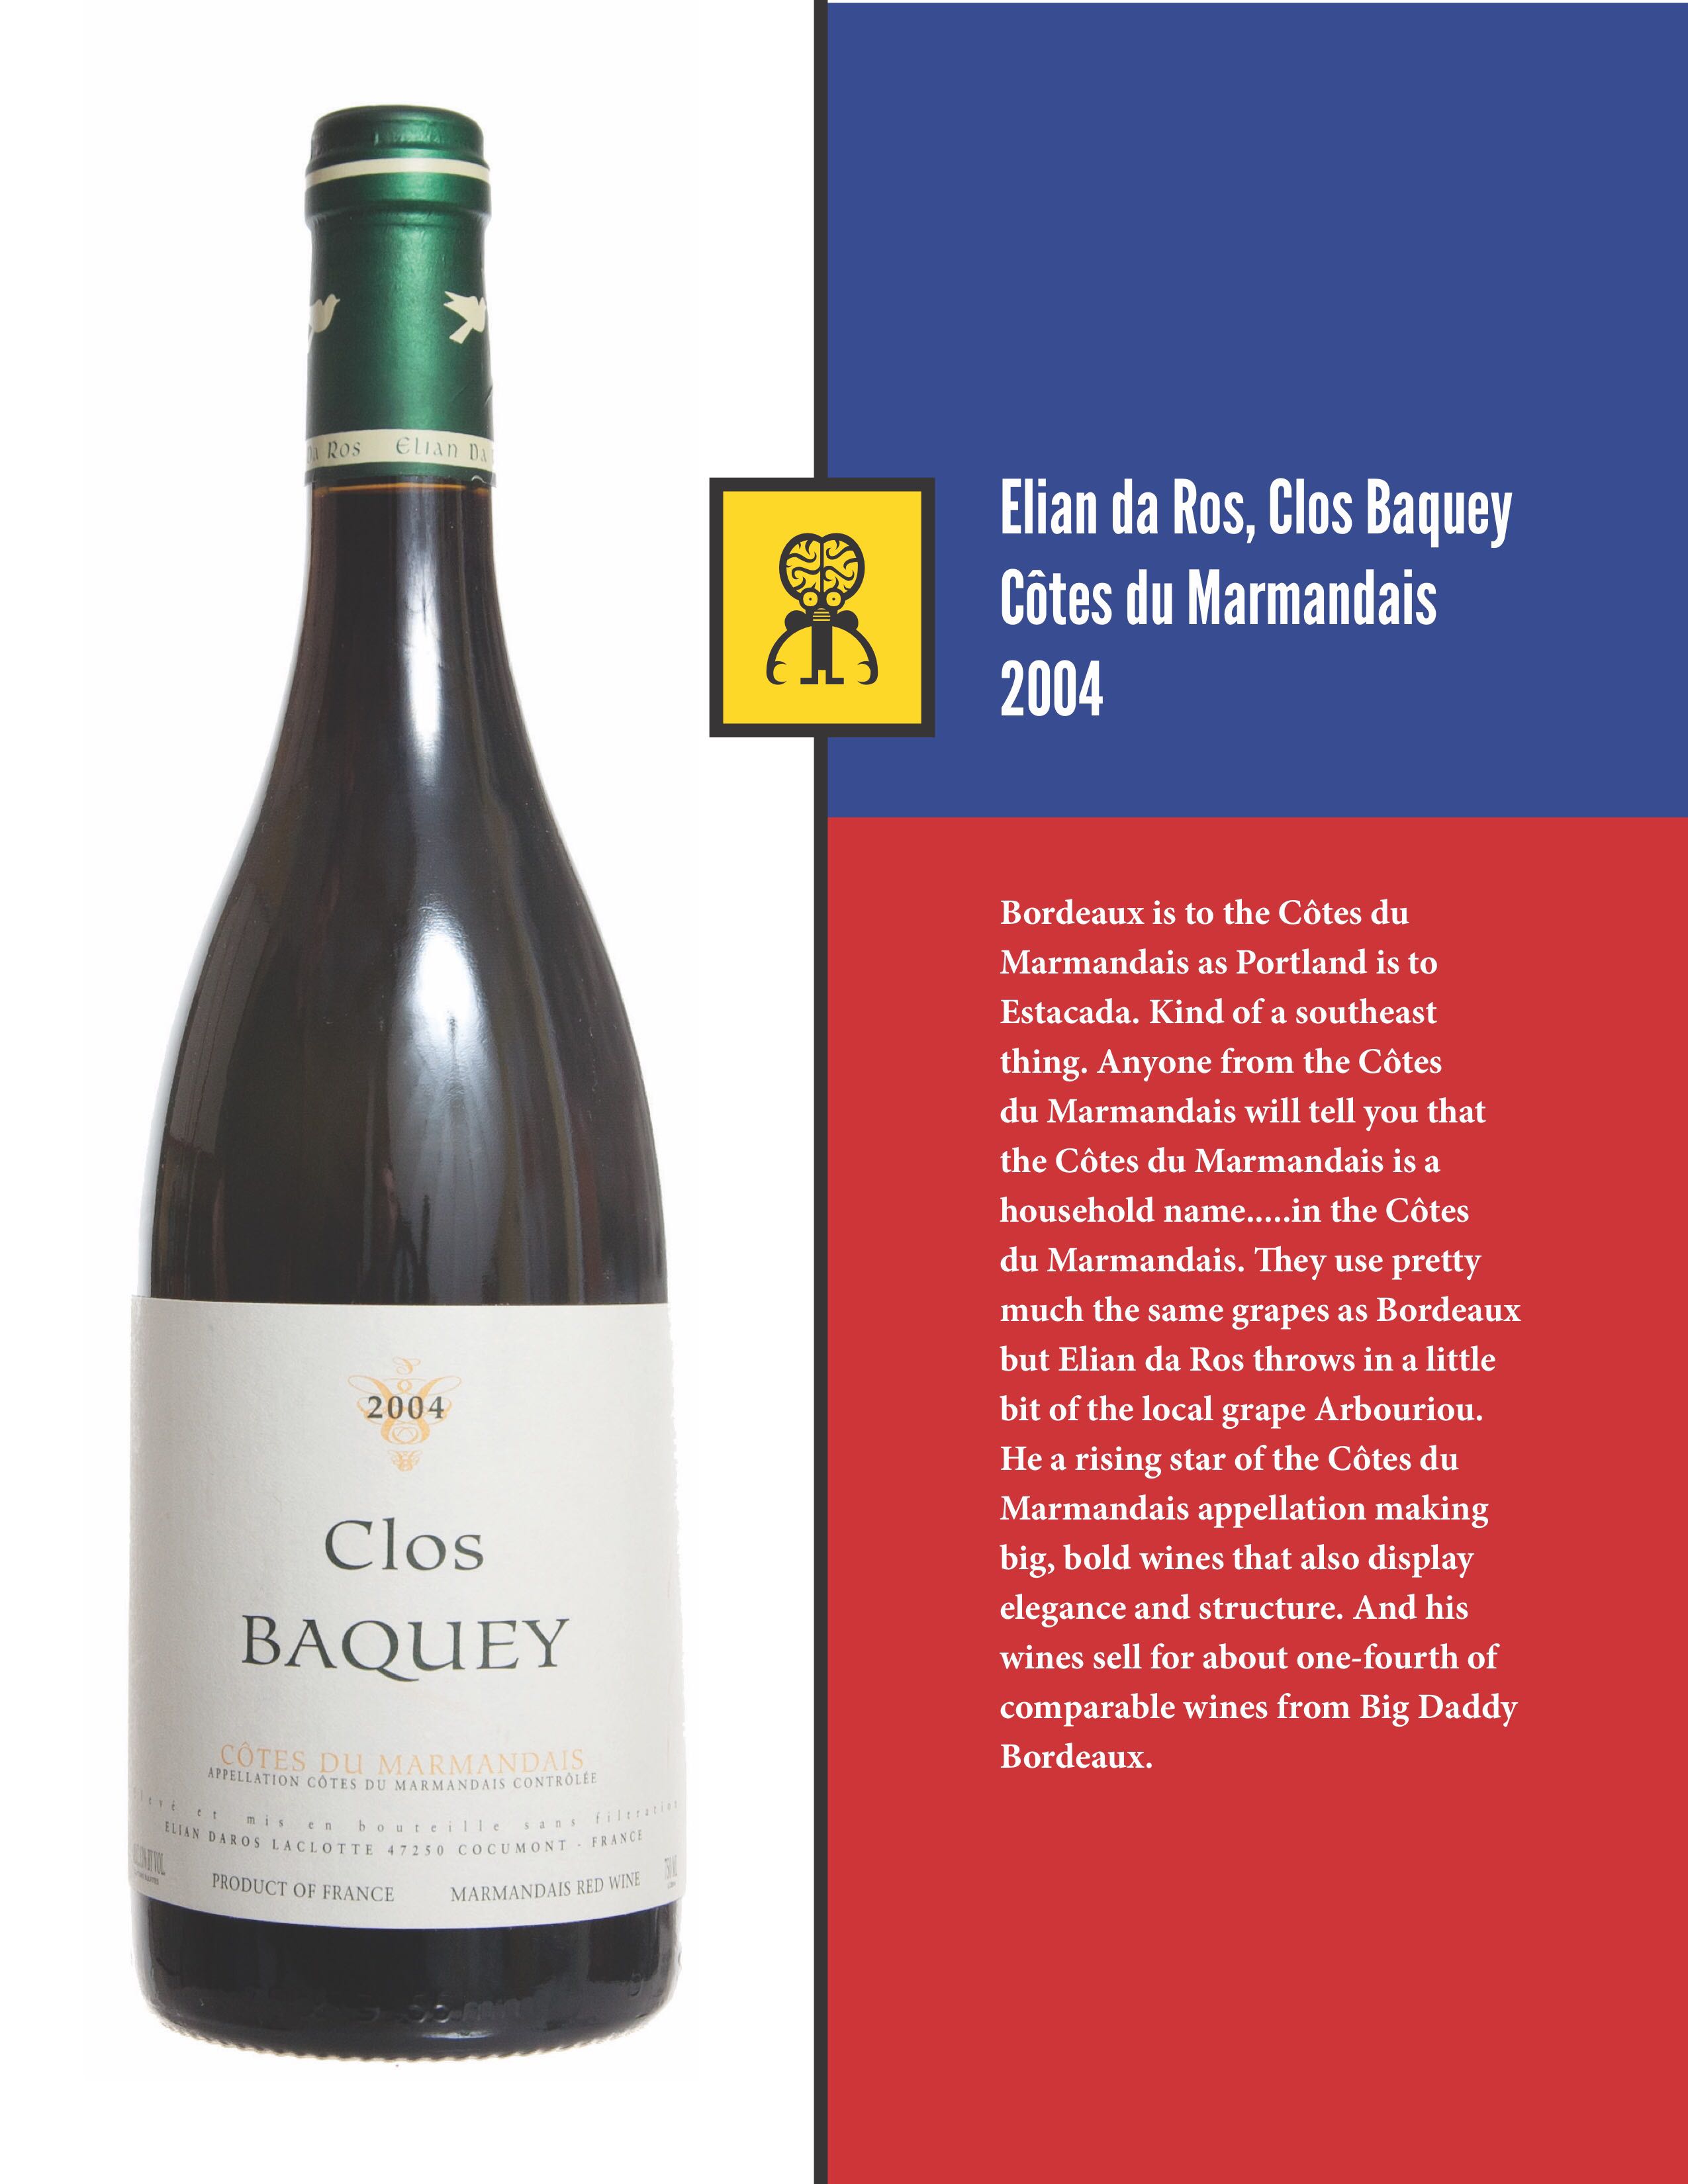 Da Ros Elian Da
2004
Clos
BAQUEY
CÔTES DU MARMANDAIS
APPELLATION CÔTES DU MARMANDAIS CONTRÔLÉE
et mis en bouteille sans filtration
ELIAN DAROS LACLOTTE 47250 COCUMONT - FRANCE
PRODUCT OF FRANCE MARMANDAIS RED WINE
Elian da Ros, Clos Baquey
Côtes du Marmandais
2004
Bordeaux is to the Côtes du
Marmandais as Portland is to
Estacada. Kind of a southeast
thing. Anyone from the Côtes
du Marmandais will tell you that
the Côtes du Marmandais is a
household name.....in the Côtes
du Marmandais. They use pretty
much the same grapes as Bordeaux
but Elian da Ros throws in a little
bit of the local grape Arbouriou.
He a rising star of the Côtes du
Marmandais appellation making
big, bold wines that also display
elegance and structure. And his
wines sell for about one-fourth of
comparable wines from Big Daddy
Bordeaux.